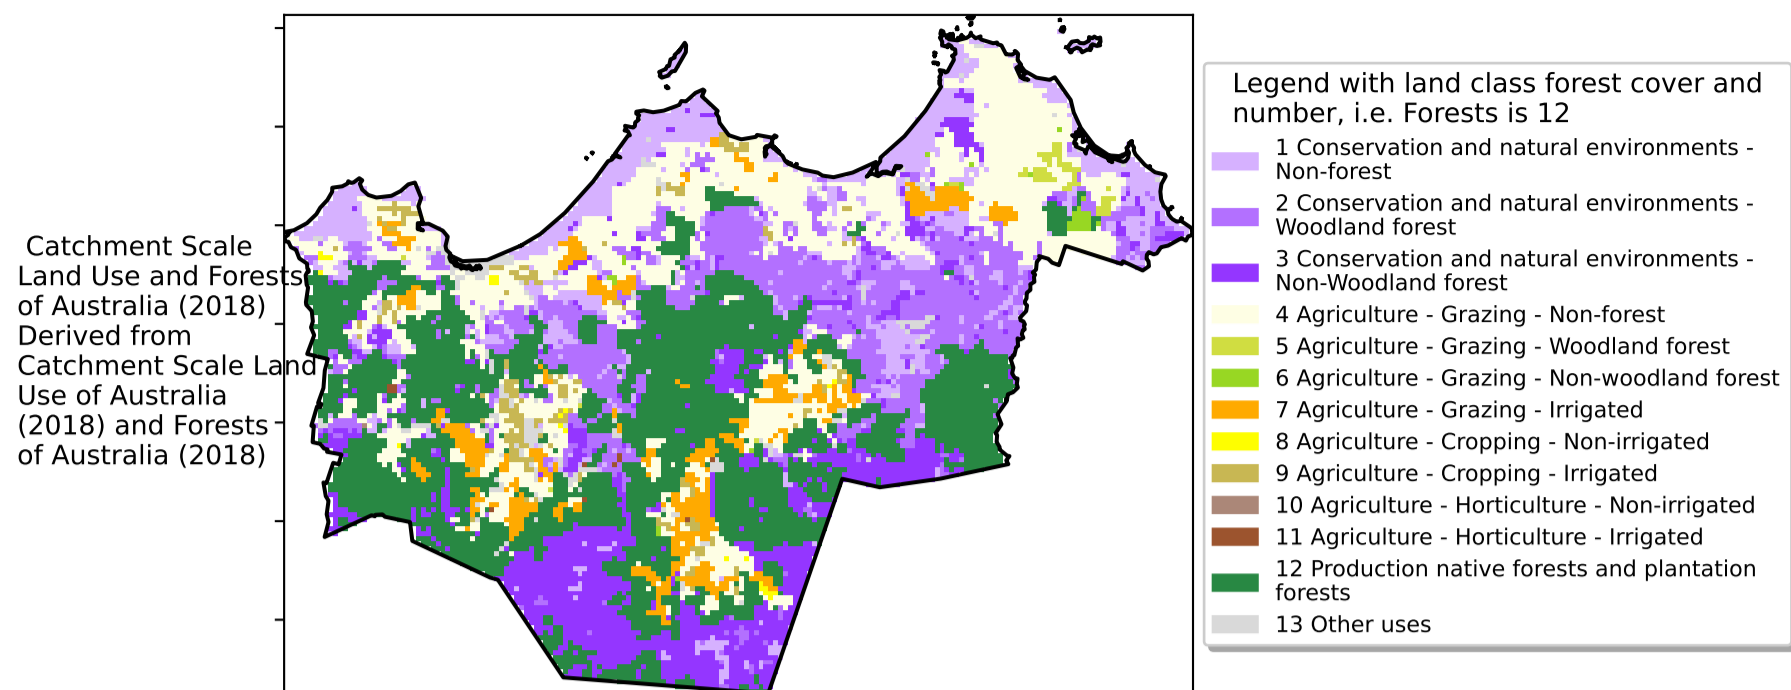 Catchment Scale
Land Use and Forests
of Australia (2018)
Derived from
Catchment Scale Land
Use of Australia
(2018) and Forests
of Australia (2018)
Legend with land class forest cover and
number, i.e. Forests is 12
1 Conservation and natural environments -
Non-forest
2 Conservation and natural environments -
Woodland forest
3 Conservation and natural environments -
Non-Woodland forest
4 Agriculture - Grazing - Non-forest
5 Agriculture - Grazing - Woodland forest
6 Agriculture - Grazing - Non-woodland forest
7 Agriculture - Grazing - Irrigated
8 Agriculture - Cropping - Non-irrigated
9 Agriculture - Cropping - Irrigated
10 Agriculture - Horticulture - Non-irrigated
11 Agriculture - Horticulture - Irrigated
12 Production native forests and plantation
forests
13 Other uses